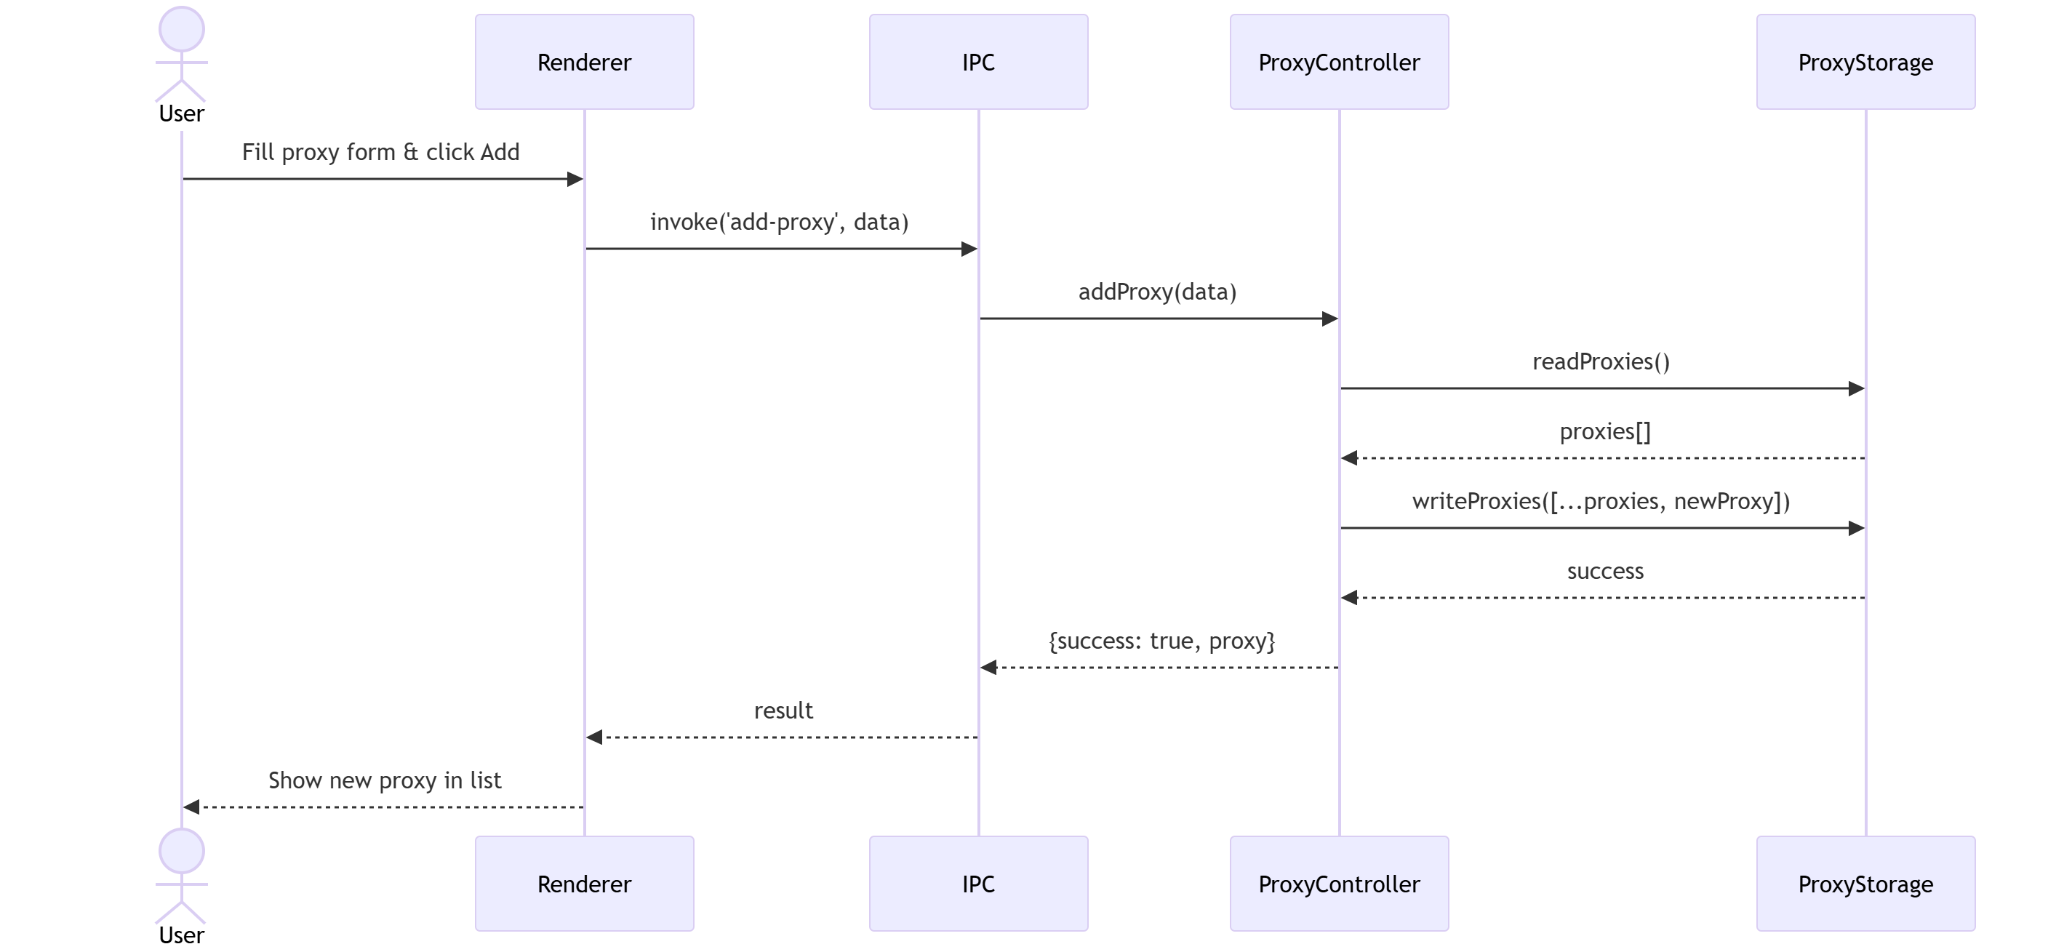 User
Renderer
IPC
ProxyController
ProxyStorage
Fill proxy form & click Add
invoke('add-proxy', data)
addProxy(data)
readProxies()
proxies[]
writeProxies([...proxies, newProxy])
success
{success: true, proxy}
result
Show new proxy in list
User
Renderer
IPC
ProxyController
ProxyStorage